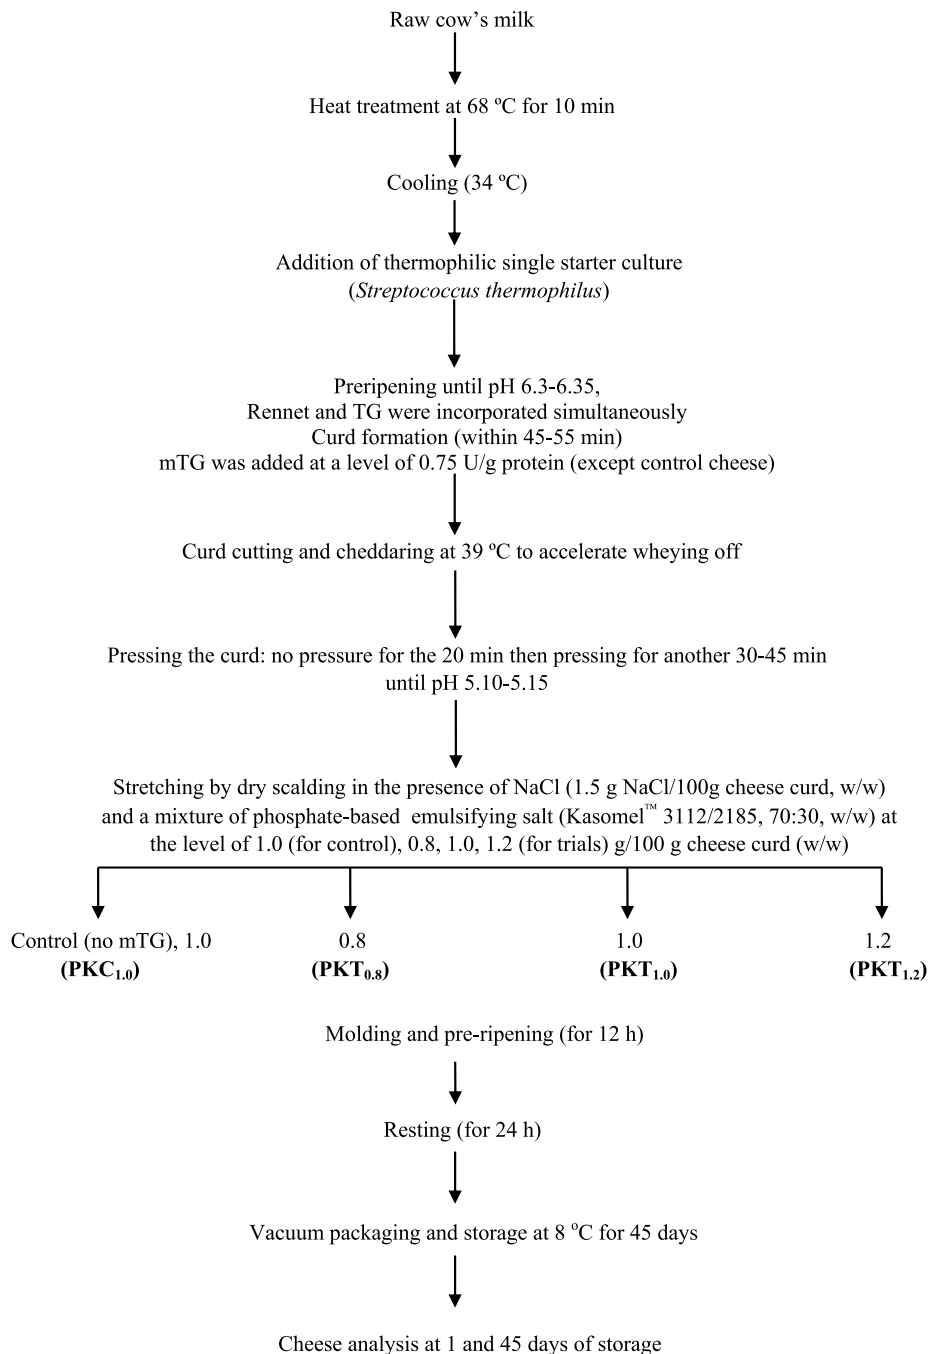 Raw cow’s milk
Heat treatment at 68 ºC for 10 min
Cooling (34 ºC)
Addition of thermophilic single starter culture
(Streptococcus thermophilus)
Preripening until pH 6.3-6.35,
Rennet and TG were incorporated simultaneously
Curd formation (within 45-55 min)
mTG was added at a level of 0.75 U/g protein (except control cheese)
Curd cutting and cheddaring at 39 ºC to accelerate wheying off
Pressing the curd: no pressure for the 20 min then pressing for another 30-45 min
until pH 5.10-5.15
Stretching by dry scalding in the presence of NaCl (1.5 g NaCl/100g cheese curd, w/w)
and a mixture of phosphate-based emulsifying salt (Kasomel™ 3112/2185, 70:30, w/w) at
the level of 1.0 (for control), 0.8, 1.0, 1.2 (for trials) g/100 g cheese curd (w/w)
Control (no mTG), 1.0 0.8 1.0 1.2
(PKC1.0) (PKT0.8) (PKT1.0) (PKT1.2)
Molding and pre-ripening (for 12 h)
Resting (for 24 h)
Vacuum packaging and storage at 8 °C for 45 days
Cheese analysis at 1 and 45 days of storage